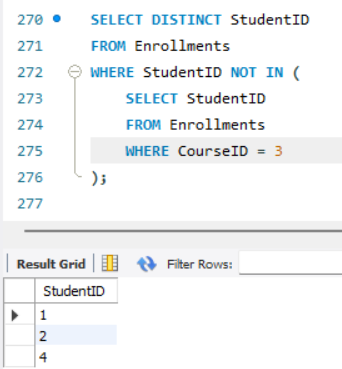 270 SELECT DISTINCT StudentID
271 FROM Enrollments
272 WHERE StudentID NOT IN (
273 SELECT StudentID
274 FROM Enrollments
275 WHERE CourseID = 3
276 );
277
Result Grid Filter Rows:
StudentID
1
2
4